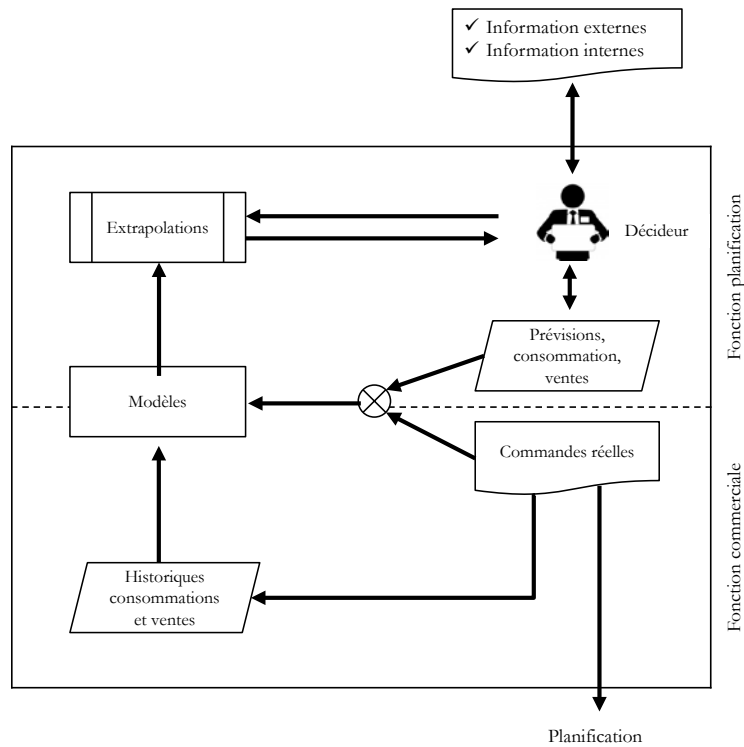 ✓ Information externes
✓ Information internes
Extrapolations
Décideur
Fonction planification
Prévisions,
consommation,
ventes
Modèles
Commandes réelles
Fonction commerciale
Historiques
consommations
et ventes
Planification